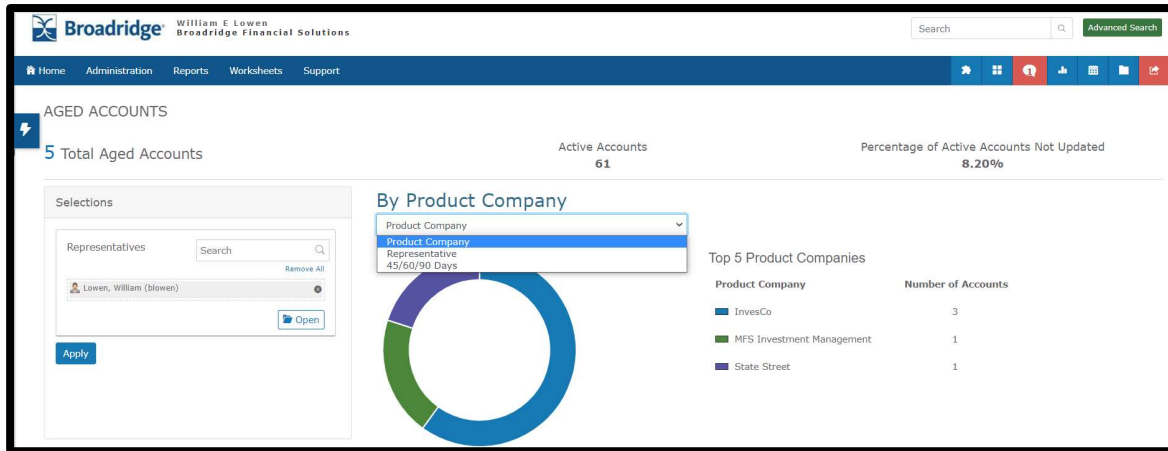 Broadridge
William E Lowen
Broadridge Financial Solutions
Search
Advanced Search
Home Administration Reports Worksheets Support
1
AGED ACCOUNTS
5 Total Aged Accounts
Active Accounts
61
Percentage of Active Accounts Not Updated
8.20%
Selections
Representatives
Search
Remove All
Lowen, William (blowen)
Open
Apply
By Product Company
Product Company
Product Company
Representative
45/60/90 Days
Top 5 Product Companies
Product Company Number of Accounts
InvesCo 3
MFS Investment Management 1
State Street 1